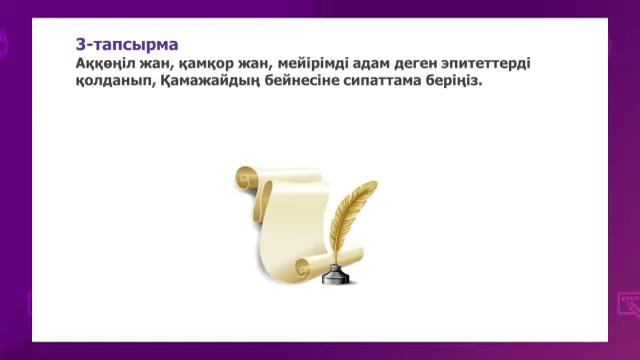 3-тапсырма
Аққөңіл жан, қамқор жан, мейірімді адам деген эпитеттерді
қолданып, Қамажайдың бейнесіне сипаттама беріңіз.